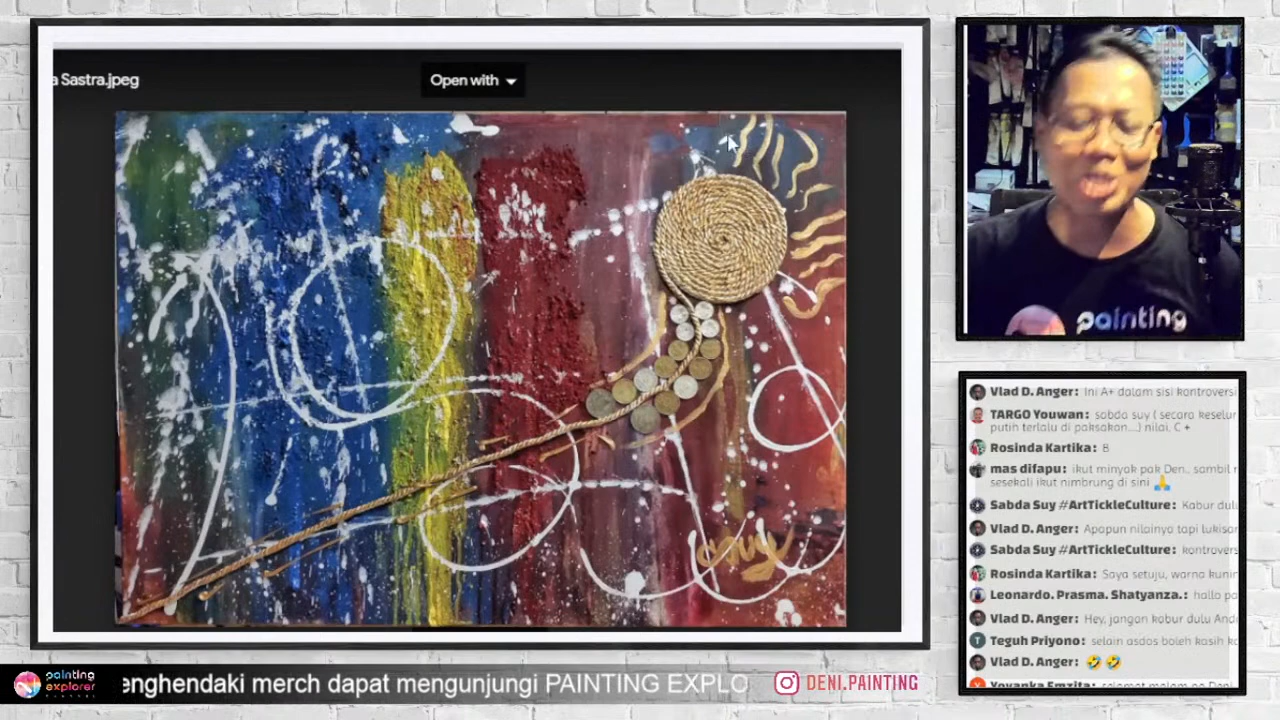 a Sastra.jpeg
Open with
painting
Vlad D. Anger: Ini A+ dalam sisi kontroversi
TARGO Youwan: sabda suy ( secara keselur
putih terlalu di paksakan....) nilai, C +
Rosinda Kartika: B
mas difapu: ikut minyak pak Den., sambil
sesekali ikut nimbrung di sini 🙏
Sabda Suy #ArtTickleCulture: Kabur dulu
Vlad D. Anger: Apapun nilainya tapi lukisan
Sabda Suy #ArtTickleCulture: kontrovers
Rosinda Kartika: Saya setuju, warna kunin
Leonardo. Prasma. Shatyanza.: hallo pa
Vlad D. Anger: Hey, jangan kabur dulu And
Teguh Priyono: selain asdos boleh kasih k
Vlad D. Anger: 🤣🤣
painting
explorer
enghendaki merch dapat mengunjungi PAINTING EXPLO
DENI.PAINTING